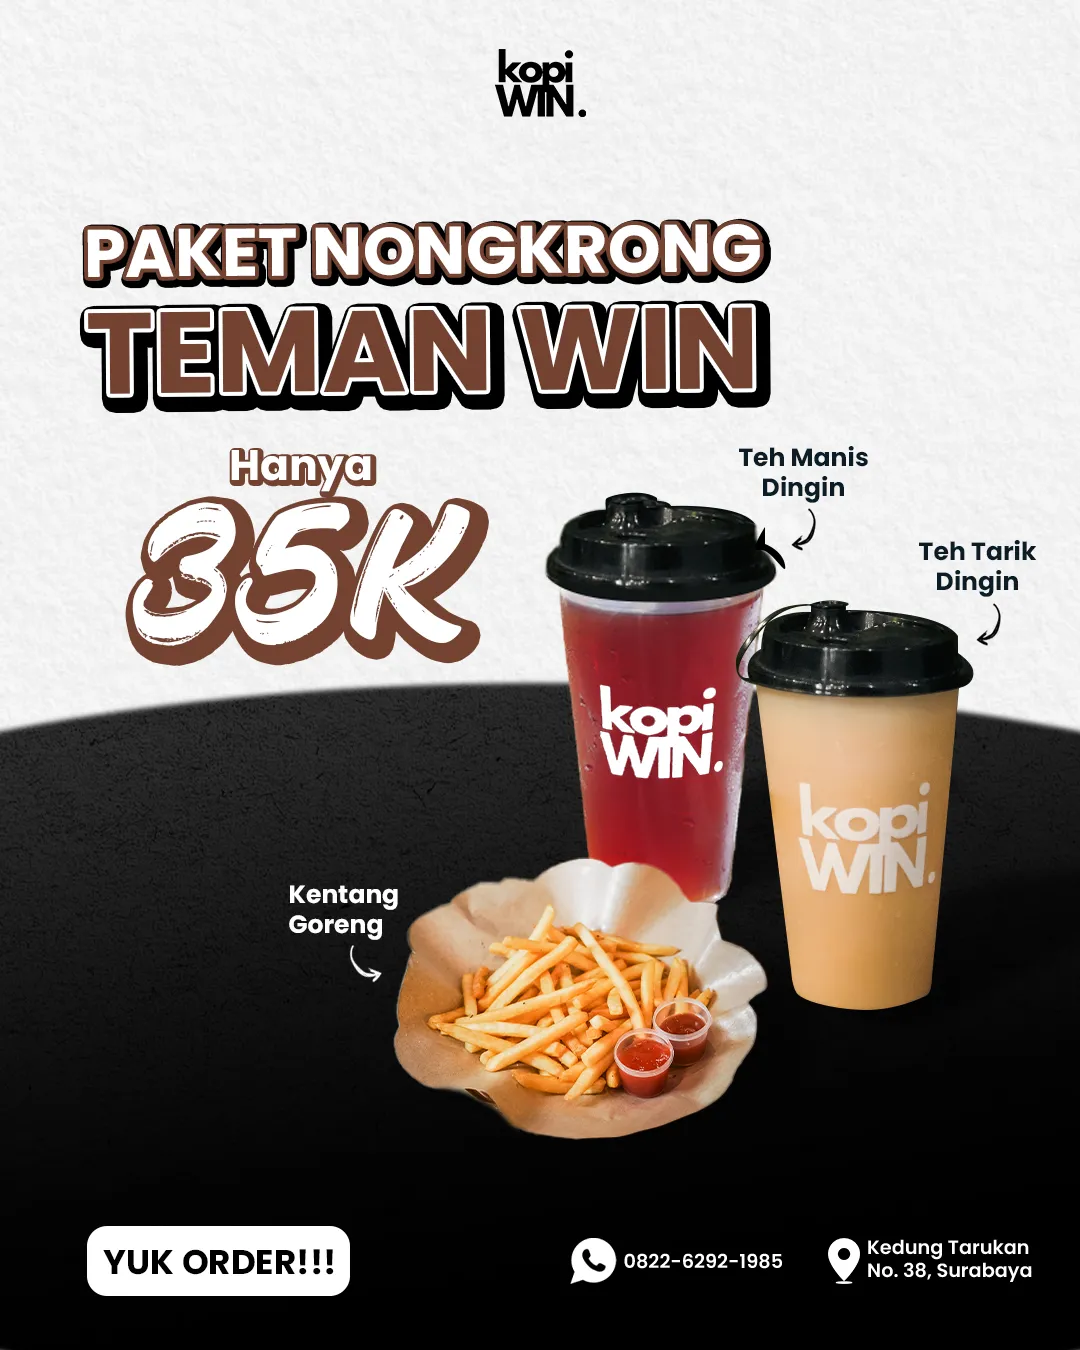 kopi
WIN.
PAKET NONGKRONG
TEMAN WIN
Hanya
35K
Teh Manis
Dingin
Teh Tarik
Dingin
kopi
WIN.
kopi
WIN.
Kentang
Goreng
YUK ORDER!!!
0822-6292-1985
Kedung Tarukan
No. 38, Surabaya